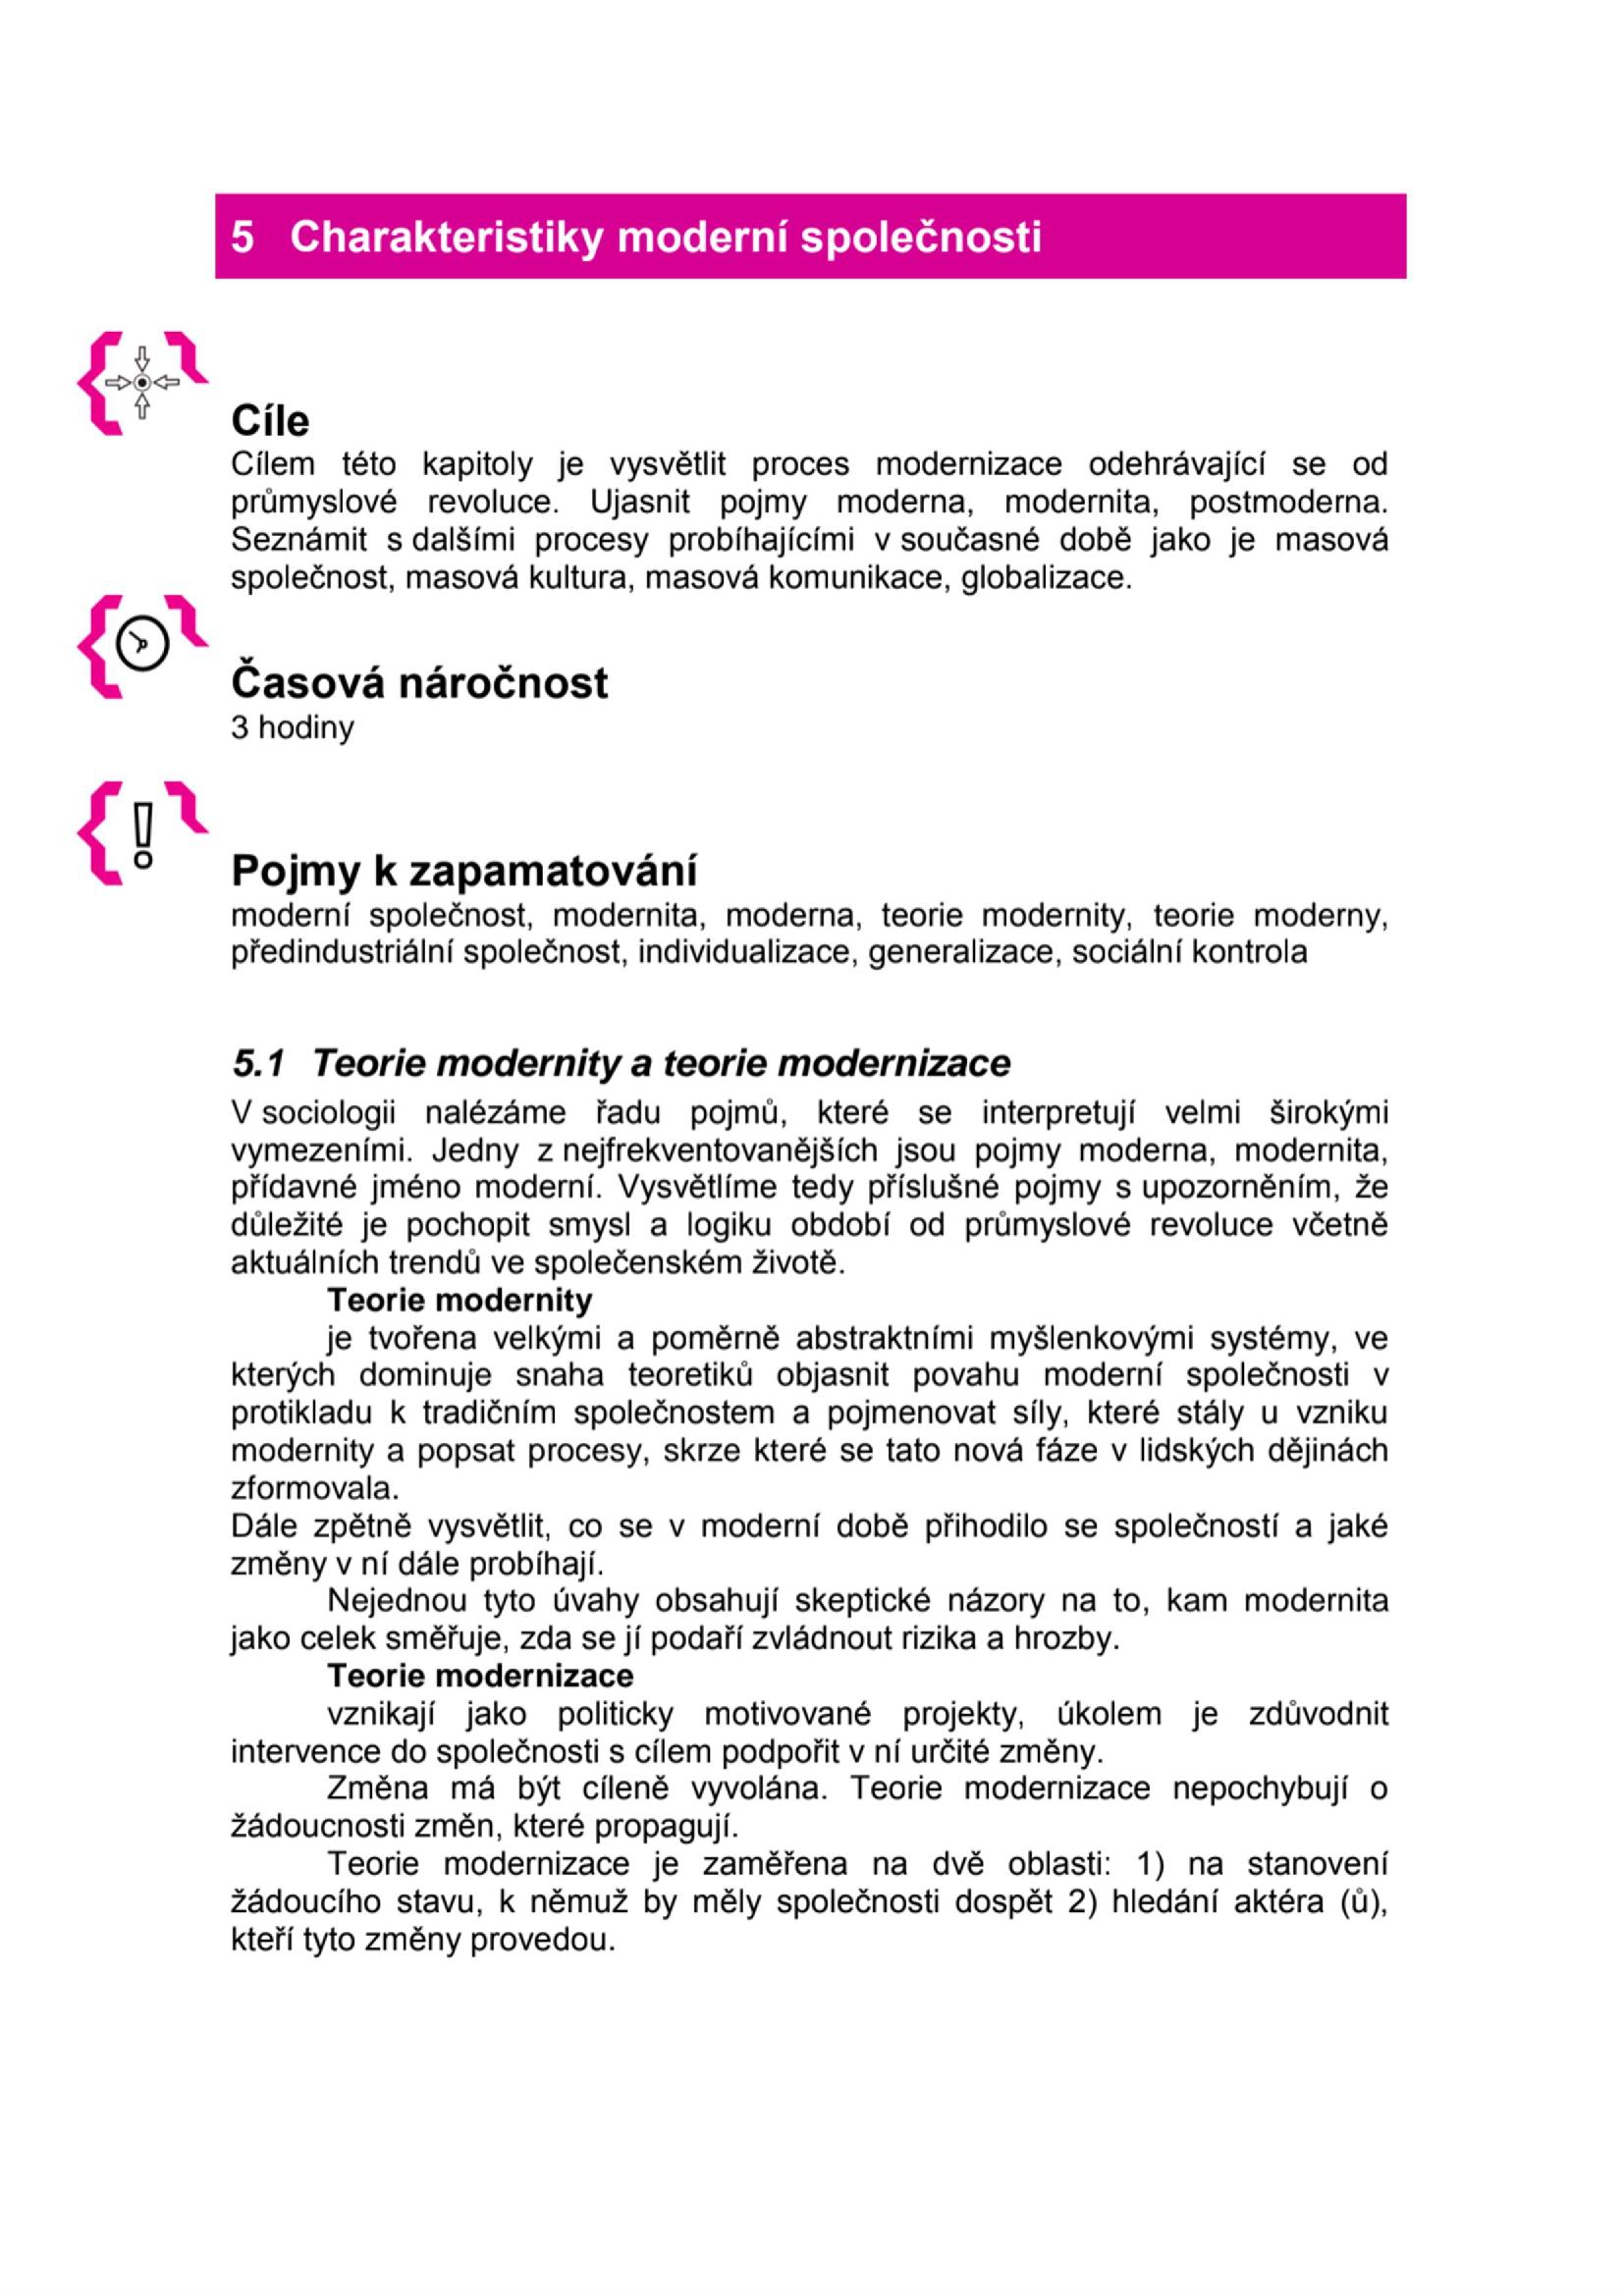 5 Charakteristiky moderní společnosti
Cíle
Cílem této kapitoly je vysvětlit proces modernizace odehrávající se od
průmyslové revoluce. Ujasnit pojmy moderna, modernita, postmoderna.
Seznámit s dalšími procesy probíhajícími v současné době jako je masová
společnost, masová kultura, masová komunikace, globalizace.
Časová náročnost
3 hodiny
Pojmy k zapamatování
moderní společnost, modernita, moderna, teorie modernity, teorie moderny,
předindustriální společnost, individualizace, generalizace, sociální kontrola
5.1 Teorie modernity a teorie modernizace
V sociologii nalézáme řadu pojmů, které se interpretují velmi širokými
vymezeními. Jedny z nejfrekventovanějších jsou pojmy moderna, modernita,
přídavné jméno moderní. Vysvětlíme tedy příslušné pojmy s upozorněním, že
důležité je pochopit smysl a logiku období od průmyslové revoluce včetně
aktuálních trendů ve společenském životě.
Teorie modernity
je tvořena velkými a poměrně abstraktními myšlenkovými systémy, ve
kterých dominuje snaha teoretiků objasnit povahu moderní společnosti v
protikladu k tradičním společnostem a pojmenovat síly, které stály u vzniku
modernity a popsat procesy, skrze které se tato nová fáze v lidských dějinách
zformovala.
Dále zpětně vysvětlit, co se v moderní době přihodilo se společností a jaké
změny v ní dále probíhají.
Nejednou tyto úvahy obsahují skeptické názory na to, kam modernita
jako celek směřuje, zda se jí podaří zvládnout rizika a hrozby.
Teorie modernizace
vznikají jako politicky motivované projekty, úkolem je zdůvodnit
intervence do společnosti s cílem podpořit v ní určité změny.
Změna má být cíleně vyvolána. Teorie modernizace nepochybují o
žádoucnosti změn, které propagují.
Teorie modernizace je zaměřena na dvě oblasti: 1) na stanovení
žádoucího stavu, k němuž by měly společnosti dospět 2) hledání aktéra (ů),
kteří tyto změny provedou.